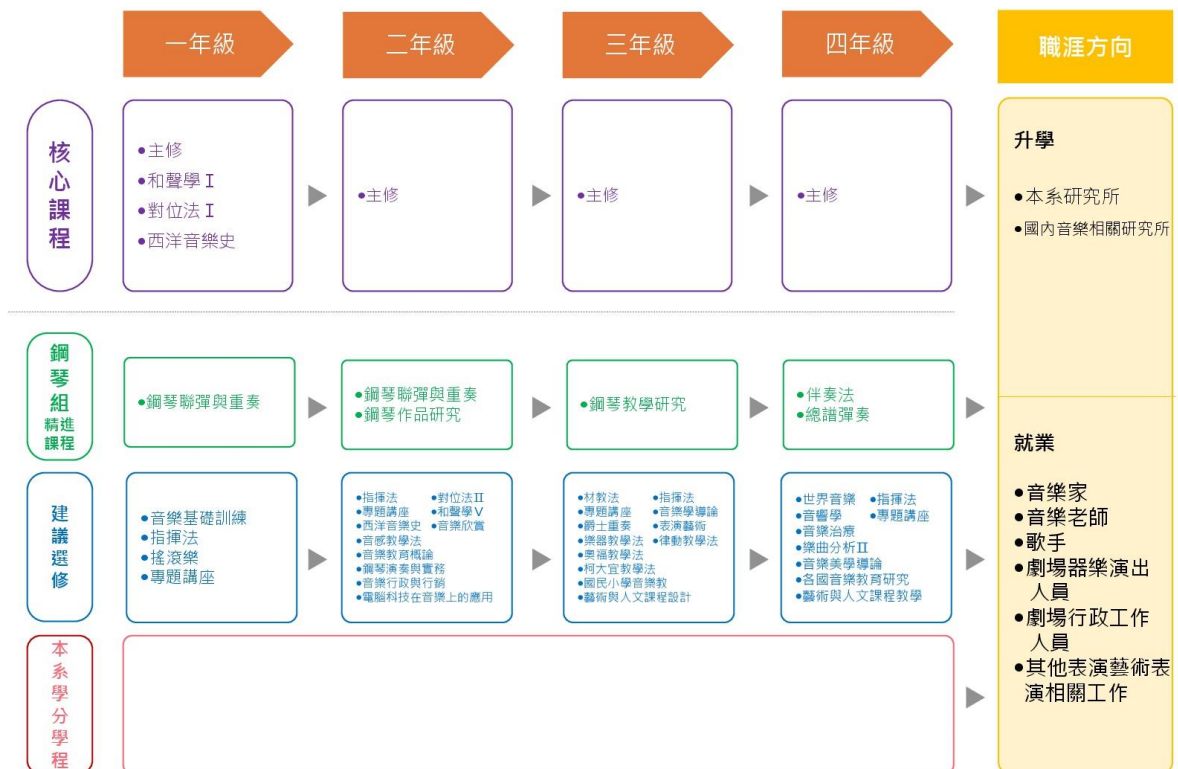 一年級
二年級
三年級
四年級
職涯方向
核心課程
●主修
●和聲學Ⅰ
●對位法Ⅰ
●西洋音樂史
●主修
●主修
●主修
升學
●本系研究所
●國內音樂相關研究所
鋼琴組
精進
課程
●鋼琴聯彈與重奏
●鋼琴聯彈與重奏
●鋼琴作品研究
●鋼琴教學研究
●伴奏法
●總譜彈奏
建議選修
●音樂基礎訓練
●指揮法
●搖滾樂
●專題講座
●指揮法 ●對位法Ⅱ
●專題講座 ●和聲學Ⅴ
●西洋音樂史 ●音樂欣賞
●音感教學法
●音樂教育概論
●鋼琴演奏與實務
●音樂行政與行銷
●電腦科技在音樂上的應用
●材教法 ●指揮法
●專題講座 ●音樂學導論
●爵士重奏 ●表演藝術
●樂器教學法 ●律動教學法
●奧福教學法
●柯大宜教學法
●國民小學音樂教
●藝術與人文課程設計
●世界音樂 ●指揮法
●音響學 ●專題講座
●音樂治療
●樂曲分析Ⅱ
●音樂美學導論
●各國音樂教育研究
●藝術與人文課程教學
就業
●音樂家
●音樂老師
●歌手
●劇場器樂演出
人員
●劇場行政工作
人員
●其他表演藝術表
演相關工作
本系學分學程